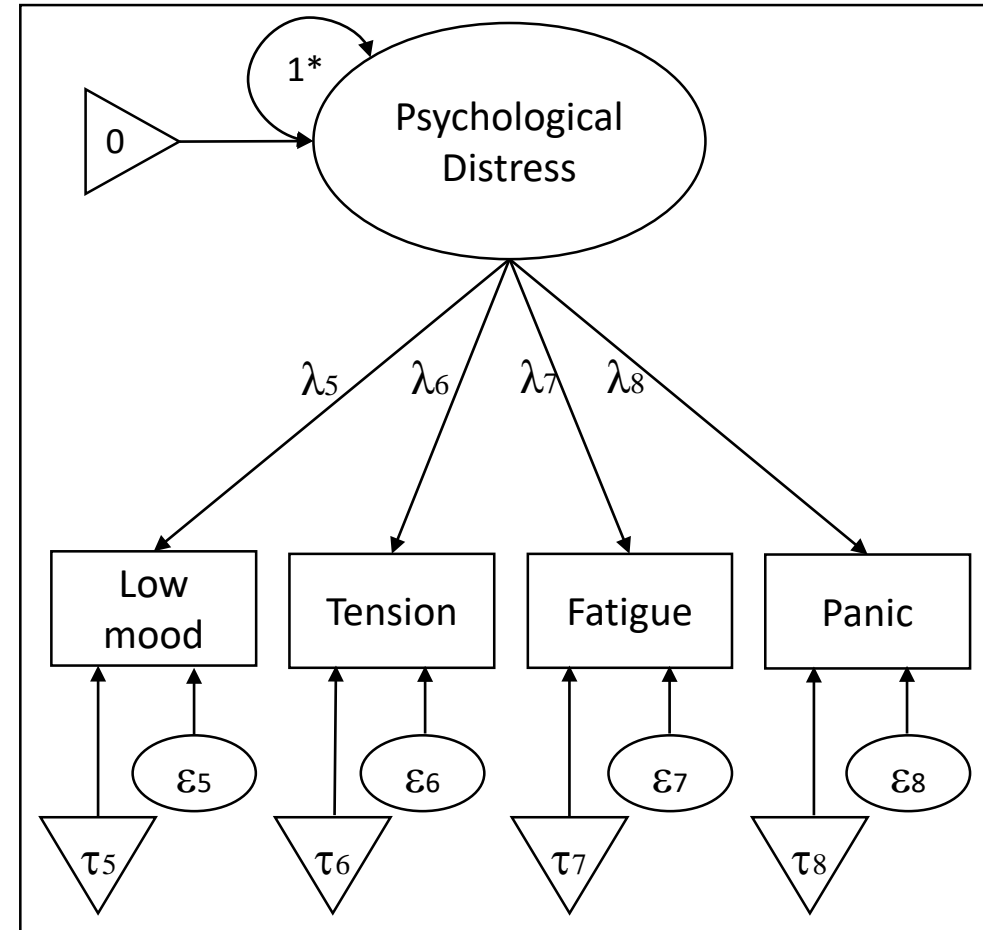 1*
0
Psychological
Distress
λ5
λ6
λ7
λ8
Low
mood
Tension
Fatigue
Panic
ε5
ε6
ε7
ε8
τ5
τ6
τ7
τ8